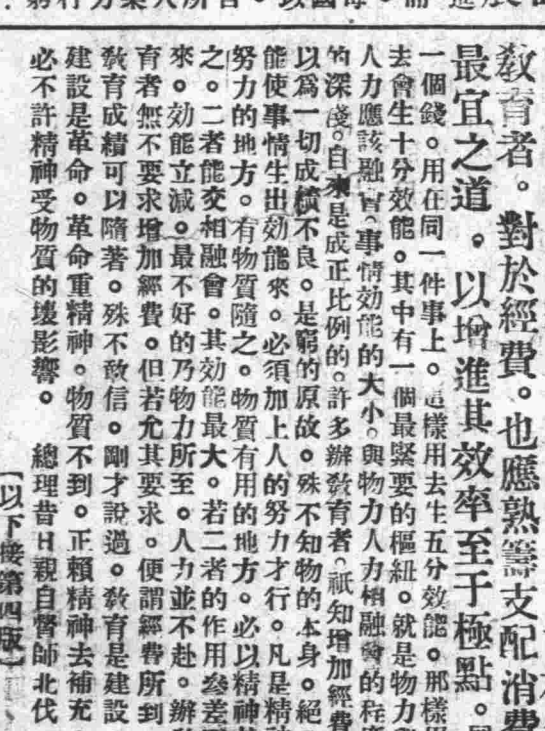 教育者。對於經費。也應熟籌支配消費
最宜之道。以增進其效率至于極點。
一個錢。用在同一件事上。這樣用去生五分效能。那樣用
去會生十分效能。其中有一個最緊要的樞紐。就是物力
人力應該融會。事情効能的大小。與物力人力相融會的程度
的深淺。自來是成正比例的。許多辦教育者。祇知增加經費
以爲一切成績不良。是窮的原故。殊不知物的本身。絕
能使事情生出効能來。必須加上人的努力才行。凡是精神
努力的地方。有物質隨之。物質有用的地方。必以精神
之。二者能交相融會。其効能最大。若二者的作用參差
來。効能立減。最不好的乃物力所至。人力並不赴。辦
育者無不要求增加經費。但若允其要求。便謂經費所到
教育成績可以隨著。殊不敢信。剛才說過。教育是建設
建設是革命。革命重精神。物質不到。正賴精神去補充
必不許精神受物質的壞影響。 總理昔日親自督師北伐
【以下接第四版】